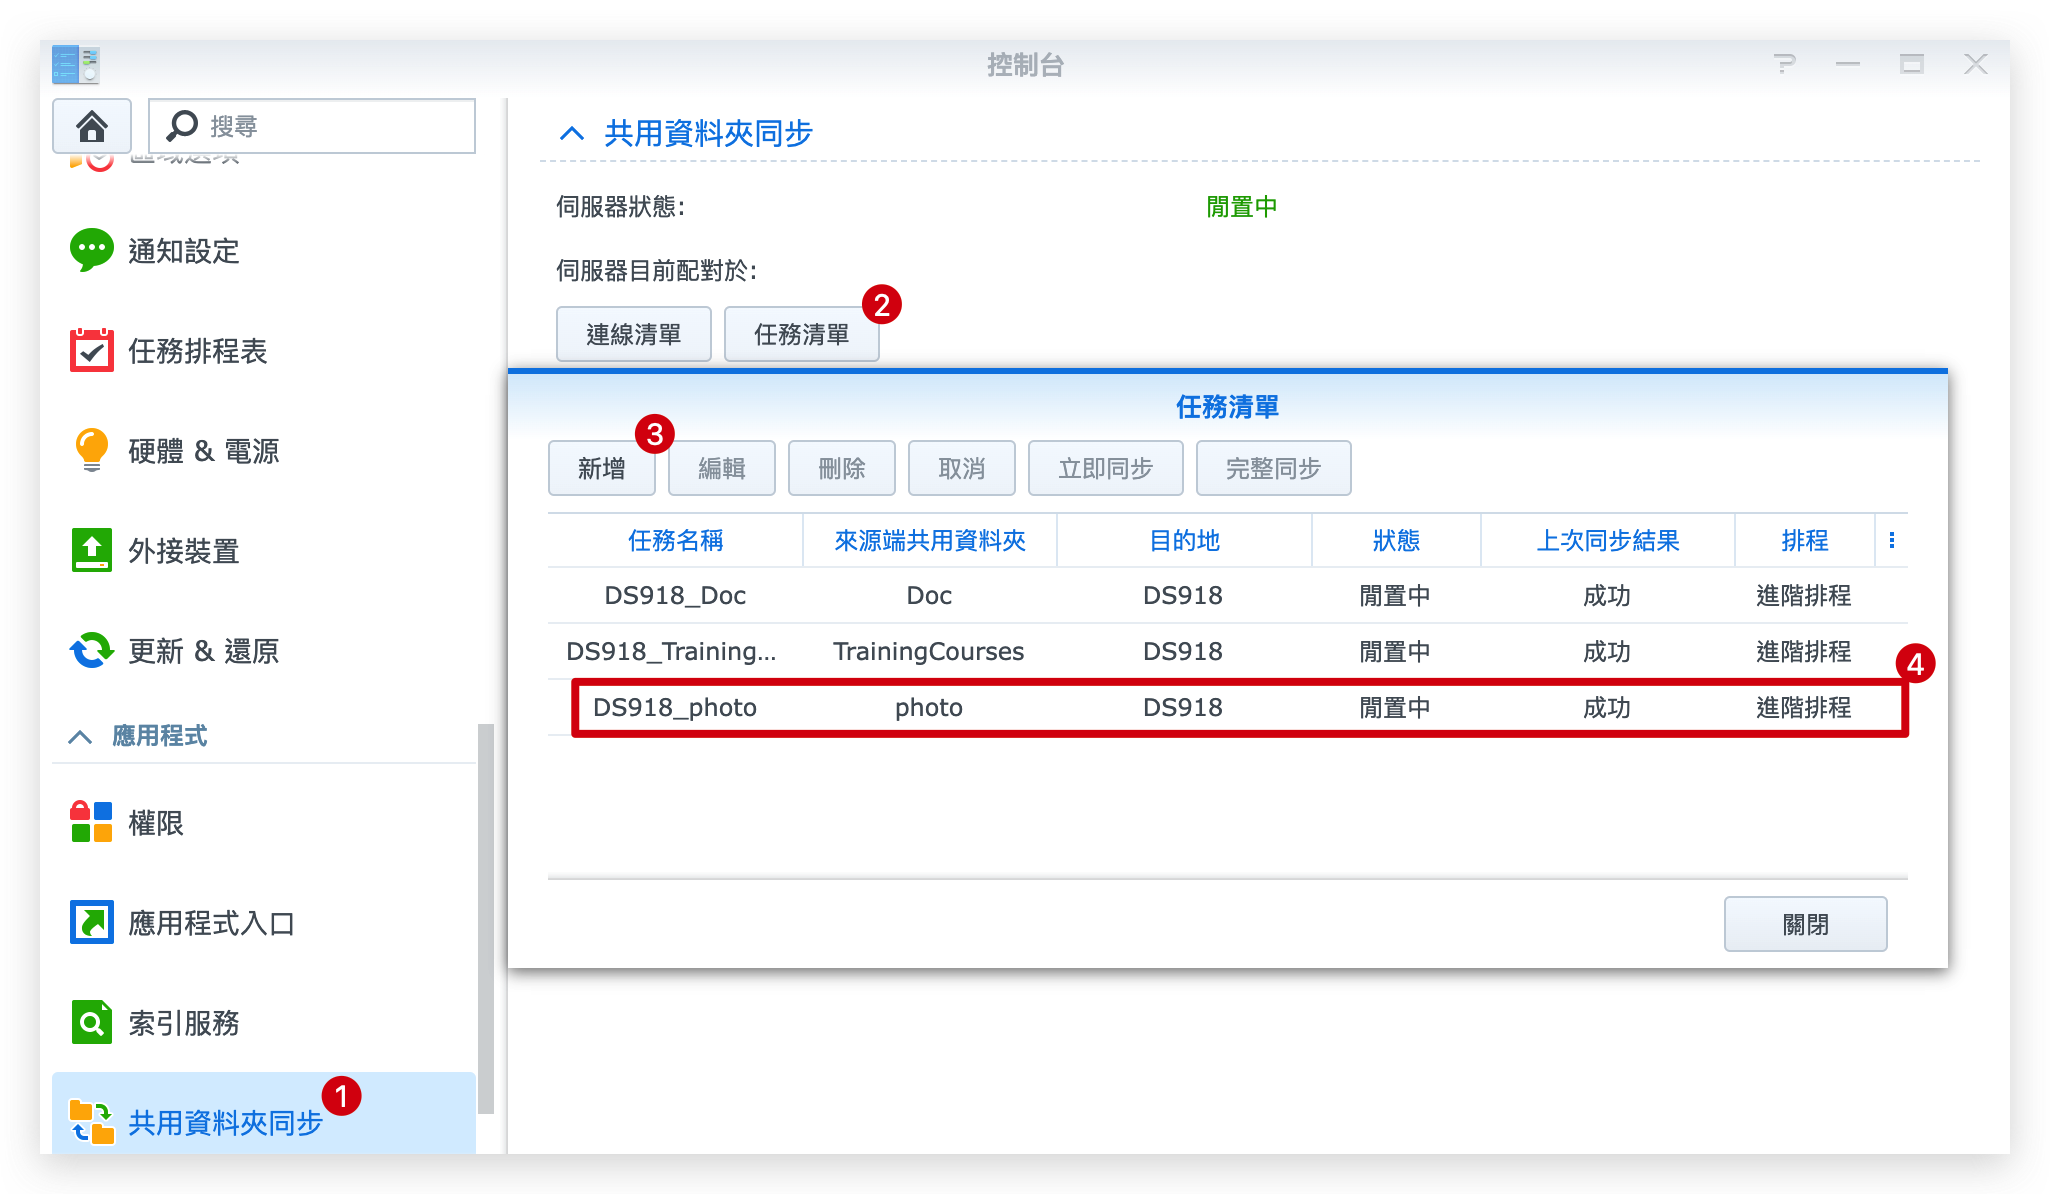 控制台
搜尋
區域選項
通知設定
任務排程表
硬體 & 電源
外接裝置
更新 & 還原
應用程式
權限
應用程式入口
索引服務
共用資料夾同步
1
共用資料夾同步
伺服器狀態: 閒置中
伺服器目前配對於:
連線清單 任務清單 2
任務清單
3
新增 編輯 刪除 取消 立即同步 完整同步
任務名稱 來源端共用資料夾 目的地 狀態 上次同步結果 排程
DS918_Doc Doc DS918 閒置中 成功 進階排程
DS918_Training... TrainingCourses DS918 閒置中 成功 進階排程
4
DS918_photo photo DS918 閒置中 成功 進階排程
關閉